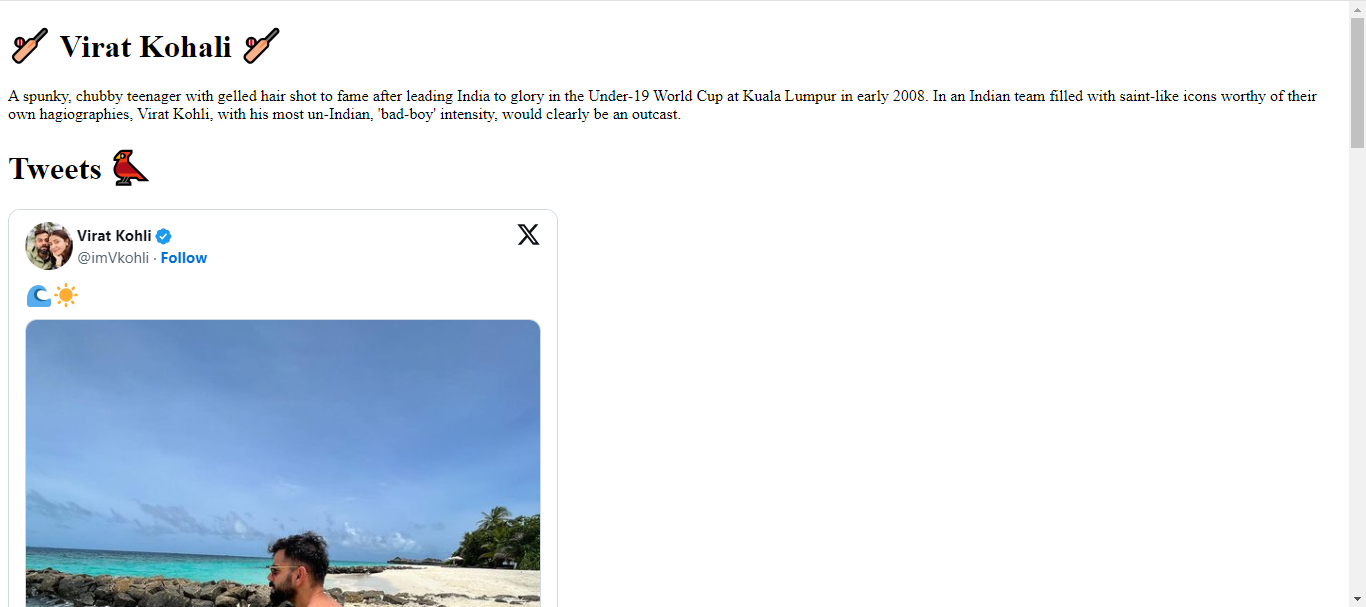 🏏 Virat Kohali 🏏
A spunky, chubby teenager with gelled hair shot to fame after leading India to glory in the Under-19 World Cup at Kuala Lumpur in early 2008. In an Indian team filled with saint-like icons worthy of their
own hagiographies, Virat Kohli, with his most un-Indian, 'bad-boy' intensity, would clearly be an outcast.
Tweets 🐦
Virat Kohli
@imVkohli · Follow
🌊☀️